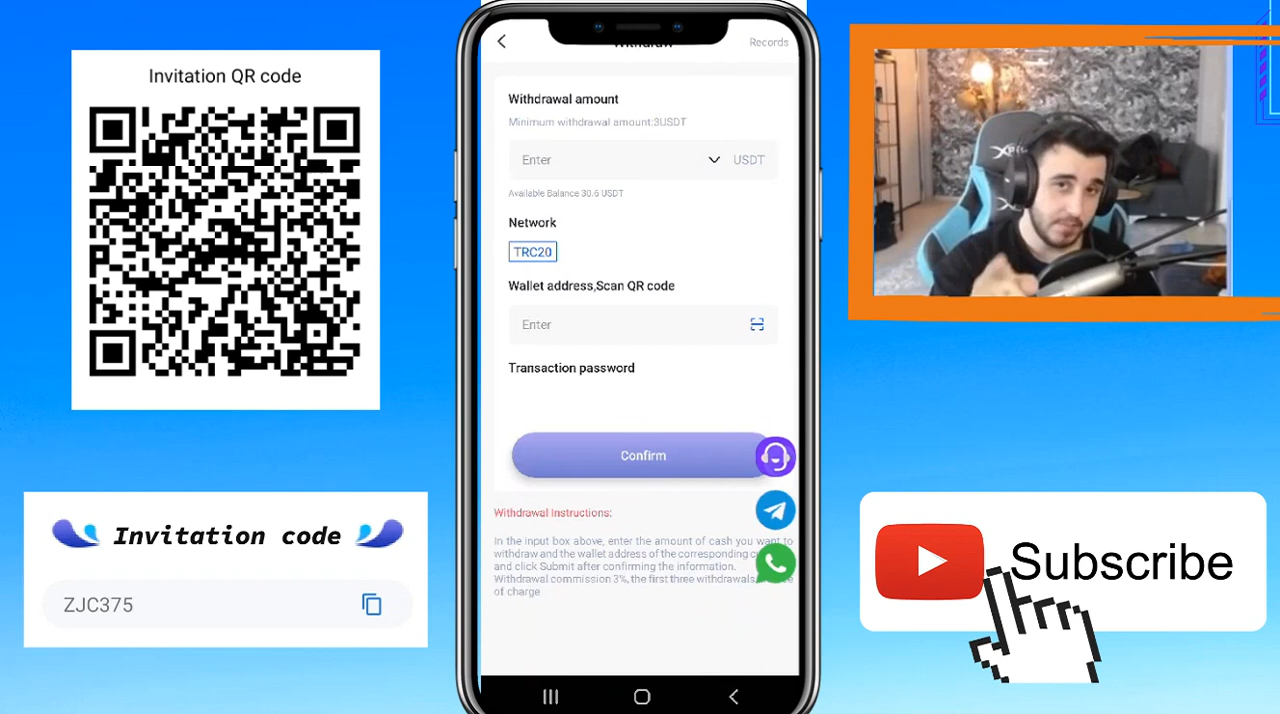 Invitation QR code
Invitation code
ZJC375
Withdraw
Records
Withdrawal amount
Minimum withdrawal amount:3USDT
Enter
USDT
Available Balance 30.6 USDT
Network
TRC20
Wallet address,Scan QR code
Enter
Transaction password
Confirm
Withdrawal Instructions:
In the input box above, enter the amount of cash you want to
withdraw and the wallet address of the corresponding
and click Submit after confirming the information.
Withdrawal commission 3%, the first three withdrawals
of charge
Subscribe